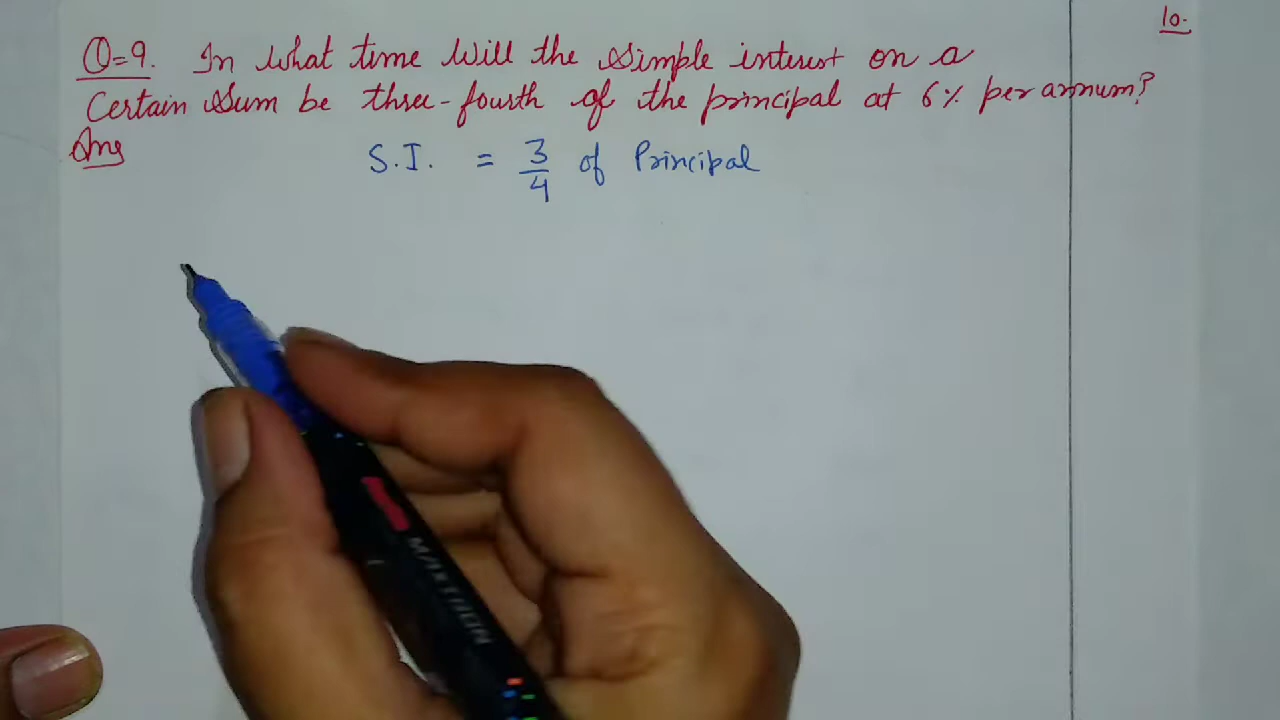 10.
Q=9. In what time will the simple interest on a
Certain Sum be three-fourth of the principal at 6% per annum?
Ans
S.I. = 3/4 of Principal
MAXTRON